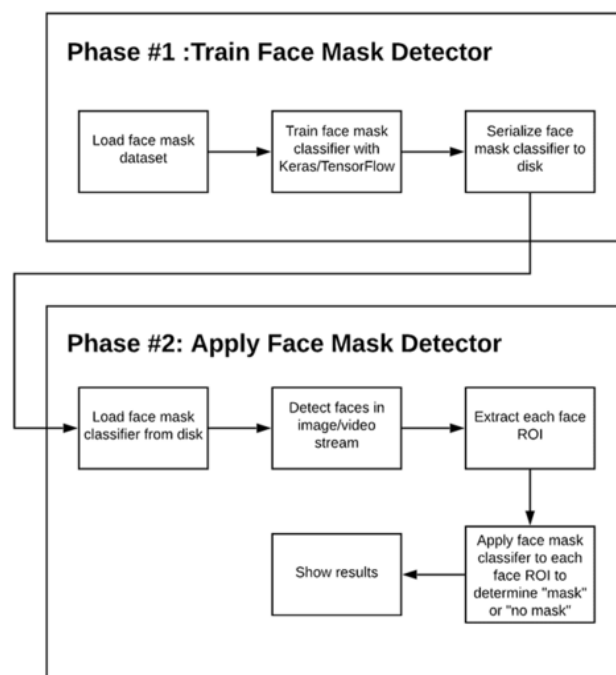 Phase #1 :Train Face Mask Detector
Load face mask
dataset
Train face mask
classifier with
Keras/TensorFlow
Serialize face
mask classifier to
disk
Phase #2: Apply Face Mask Detector
Load face mask
classifier from disk
Detect faces in
image/video
stream
Extract each face
ROI
Apply face mask
classifer to each
face ROI to
determine "mask"
or "no mask"
Show results